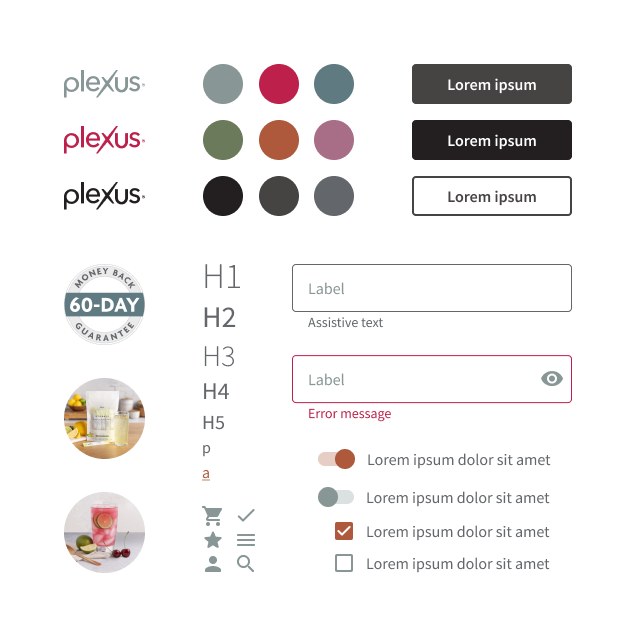 plexus
plexus
plexus
Lorem ipsum
Lorem ipsum
Lorem ipsum
MONEY BACK
60-DAY
GUARANTEE
H1
H2
H3
H4
H5
p
a
Label
Assistive text
Label
Error message
Lorem ipsum dolor sit amet
Lorem ipsum dolor sit amet
Lorem ipsum dolor sit amet
Lorem ipsum dolor sit amet